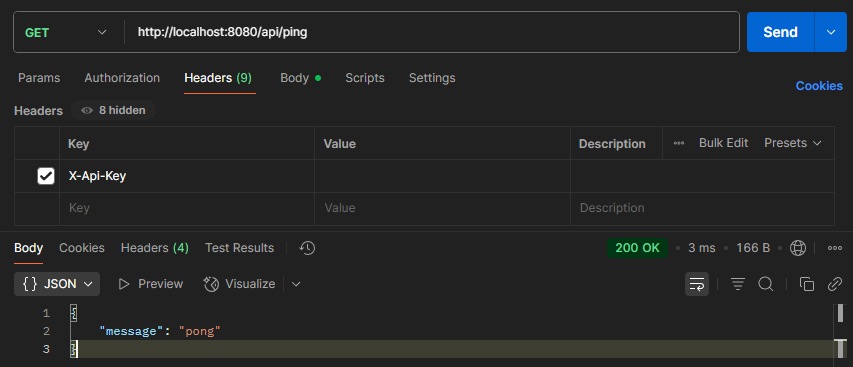 GET http://localhost:8080/api/ping Send
Params Authorization Headers (9) Body Scripts Settings Cookies
Headers 8 hidden
Key Value Description Bulk Edit Presets
X-Api-Key
Key Value Description
Body Cookies Headers (4) Test Results 200 OK 3 ms 166 B
{} JSON Preview Visualize
1 {
2 "message": "pong"
3 }